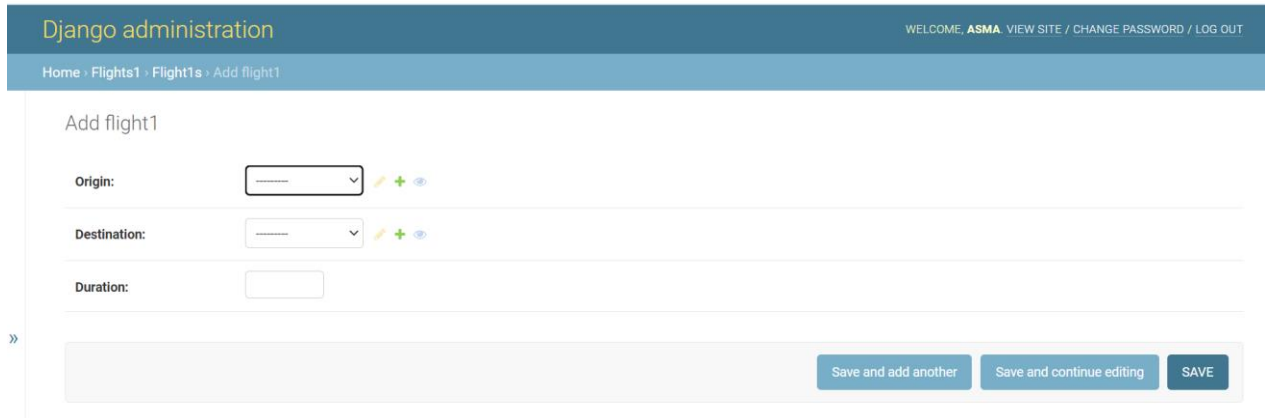 Django administration
WELCOME, ASMA. VIEW SITE / CHANGE PASSWORD / LOG OUT
Home › Flights1 › Flight1s › Add flight1
Add flight1
Origin: ---------
Destination: ---------
Duration:
»
Save and add another Save and continue editing SAVE